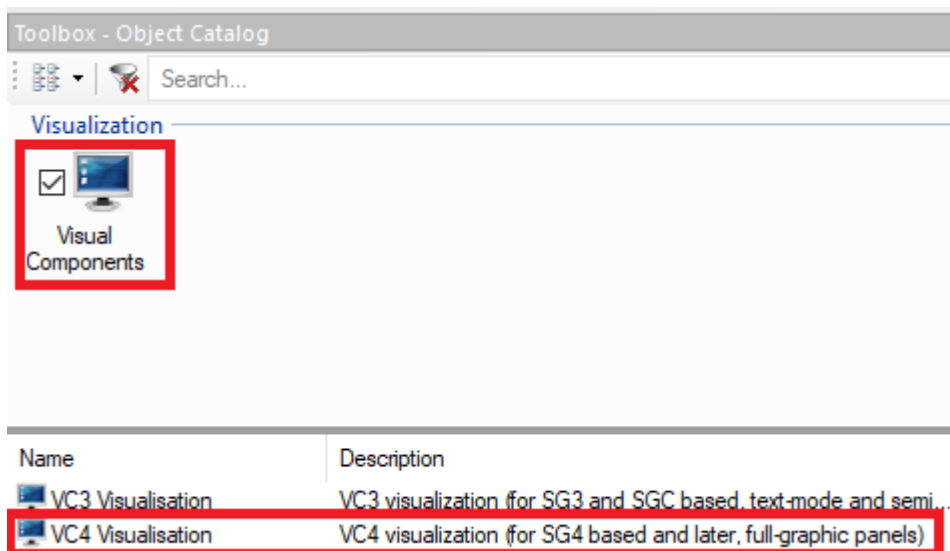 Toolbox - Object Catalog
Search...
Visualization
Visual
Components
Name Description
VC3 Visualisation VC3 visualization (for SG3 and SGC based, text-mode and semi...
VC4 Visualisation VC4 visualization (for SG4 based and later, full-graphic panels)